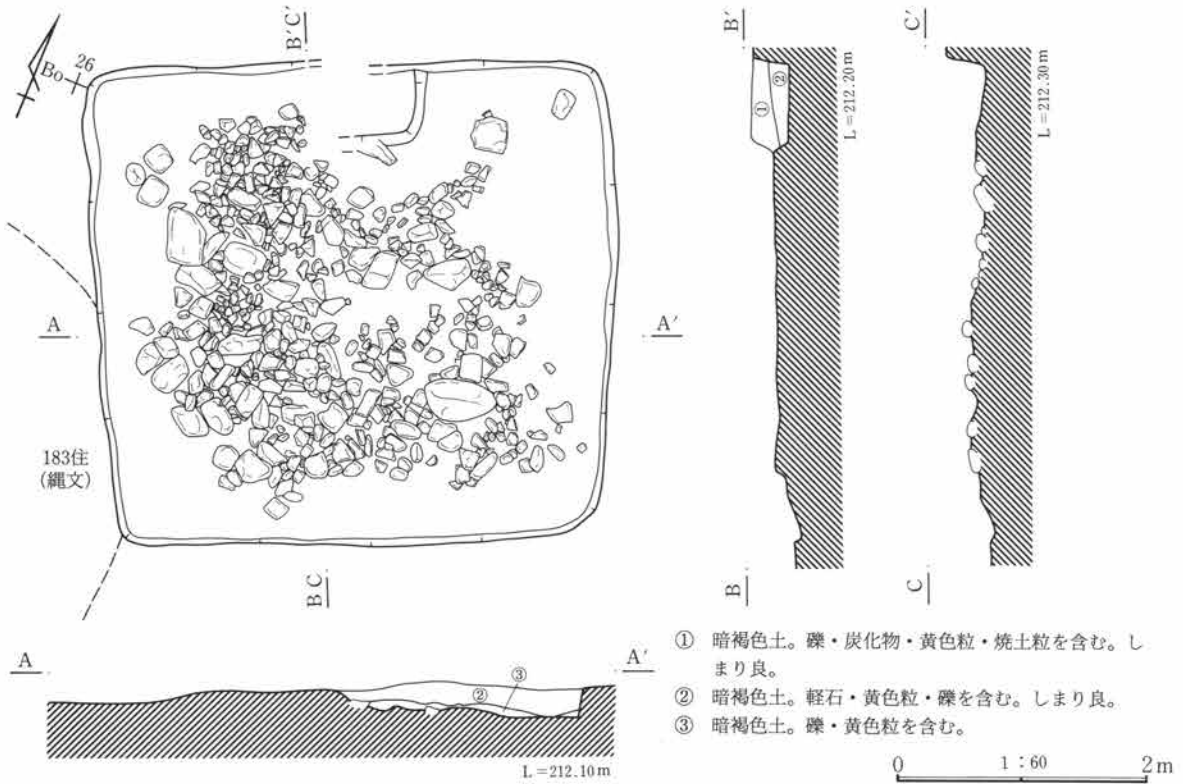 B′C′
26
Bo
A
A′
183住
(縄文)
B C
B′
L＝212.20m
B
C′
L＝212.30m
C
A
A′
③
②
L＝212.10m
①
②
① 暗褐色土。礫・炭化物・黄色粒・焼土粒を含む。し
まり良。
② 暗褐色土。軽石・黄色粒・礫を含む。しまり良。
③ 暗褐色土。礫・黄色粒を含む。
0 1：60 2m